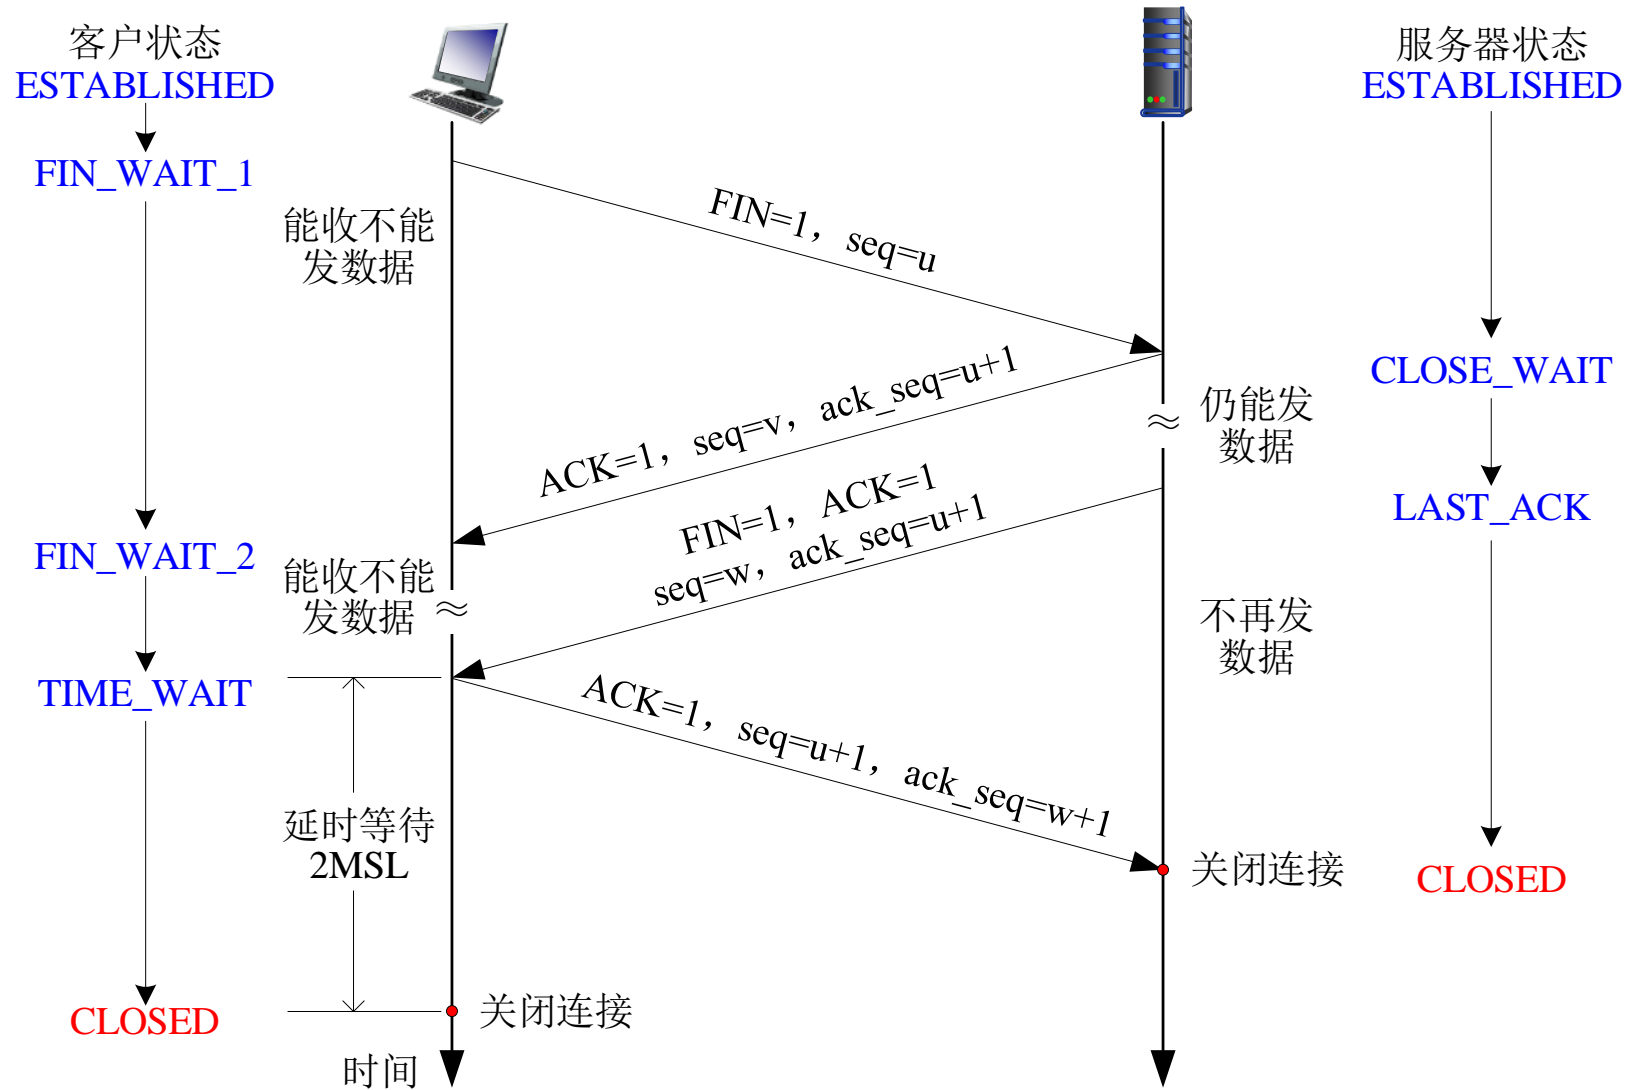 客户状态
ESTABLISHED
服务器状态
ESTABLISHED
FIN_WAIT_1
能收不能
发数据
FIN=1，seq=u
CLOSE_WAIT
仍能发
数据
ACK=1，seq=v，ack_seq=u+1
LAST_ACK
FIN=1，ACK=1
seq=w，ack_seq=u+1
FIN_WAIT_2
能收不能
发数据
不再发
数据
TIME_WAIT
ACK=1，seq=u+1，ack_seq=w+1
延时等待
2MSL
关闭连接
CLOSED
CLOSED
关闭连接
时间
≈
≈